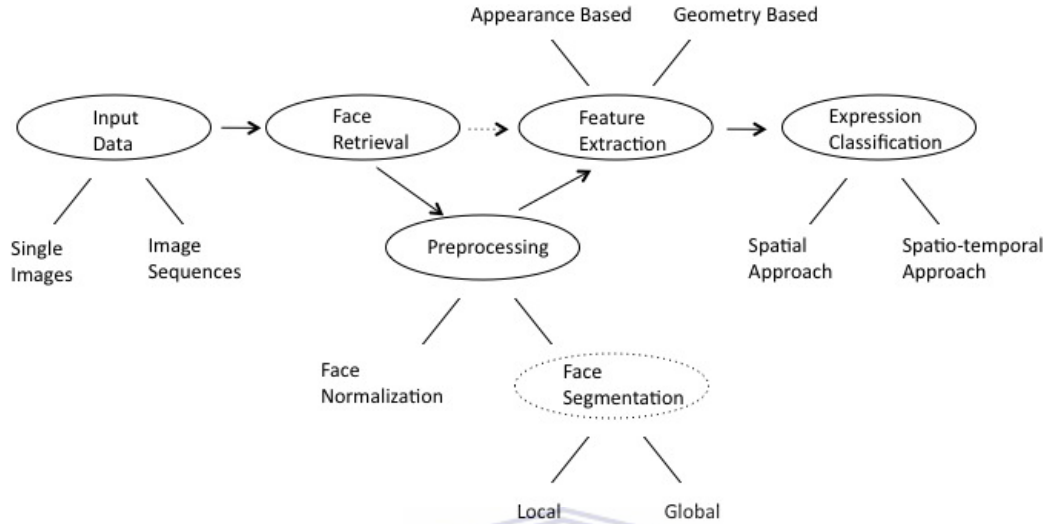 Appearance Based
Geometry Based
Input
Data
Face
Retrieval
Feature
Extraction
Expression
Classification
Single
Images
Image
Sequences
Preprocessing
Spatial
Approach
Spatio-temporal
Approach
Face
Normalization
Face
Segmentation
Local
Global